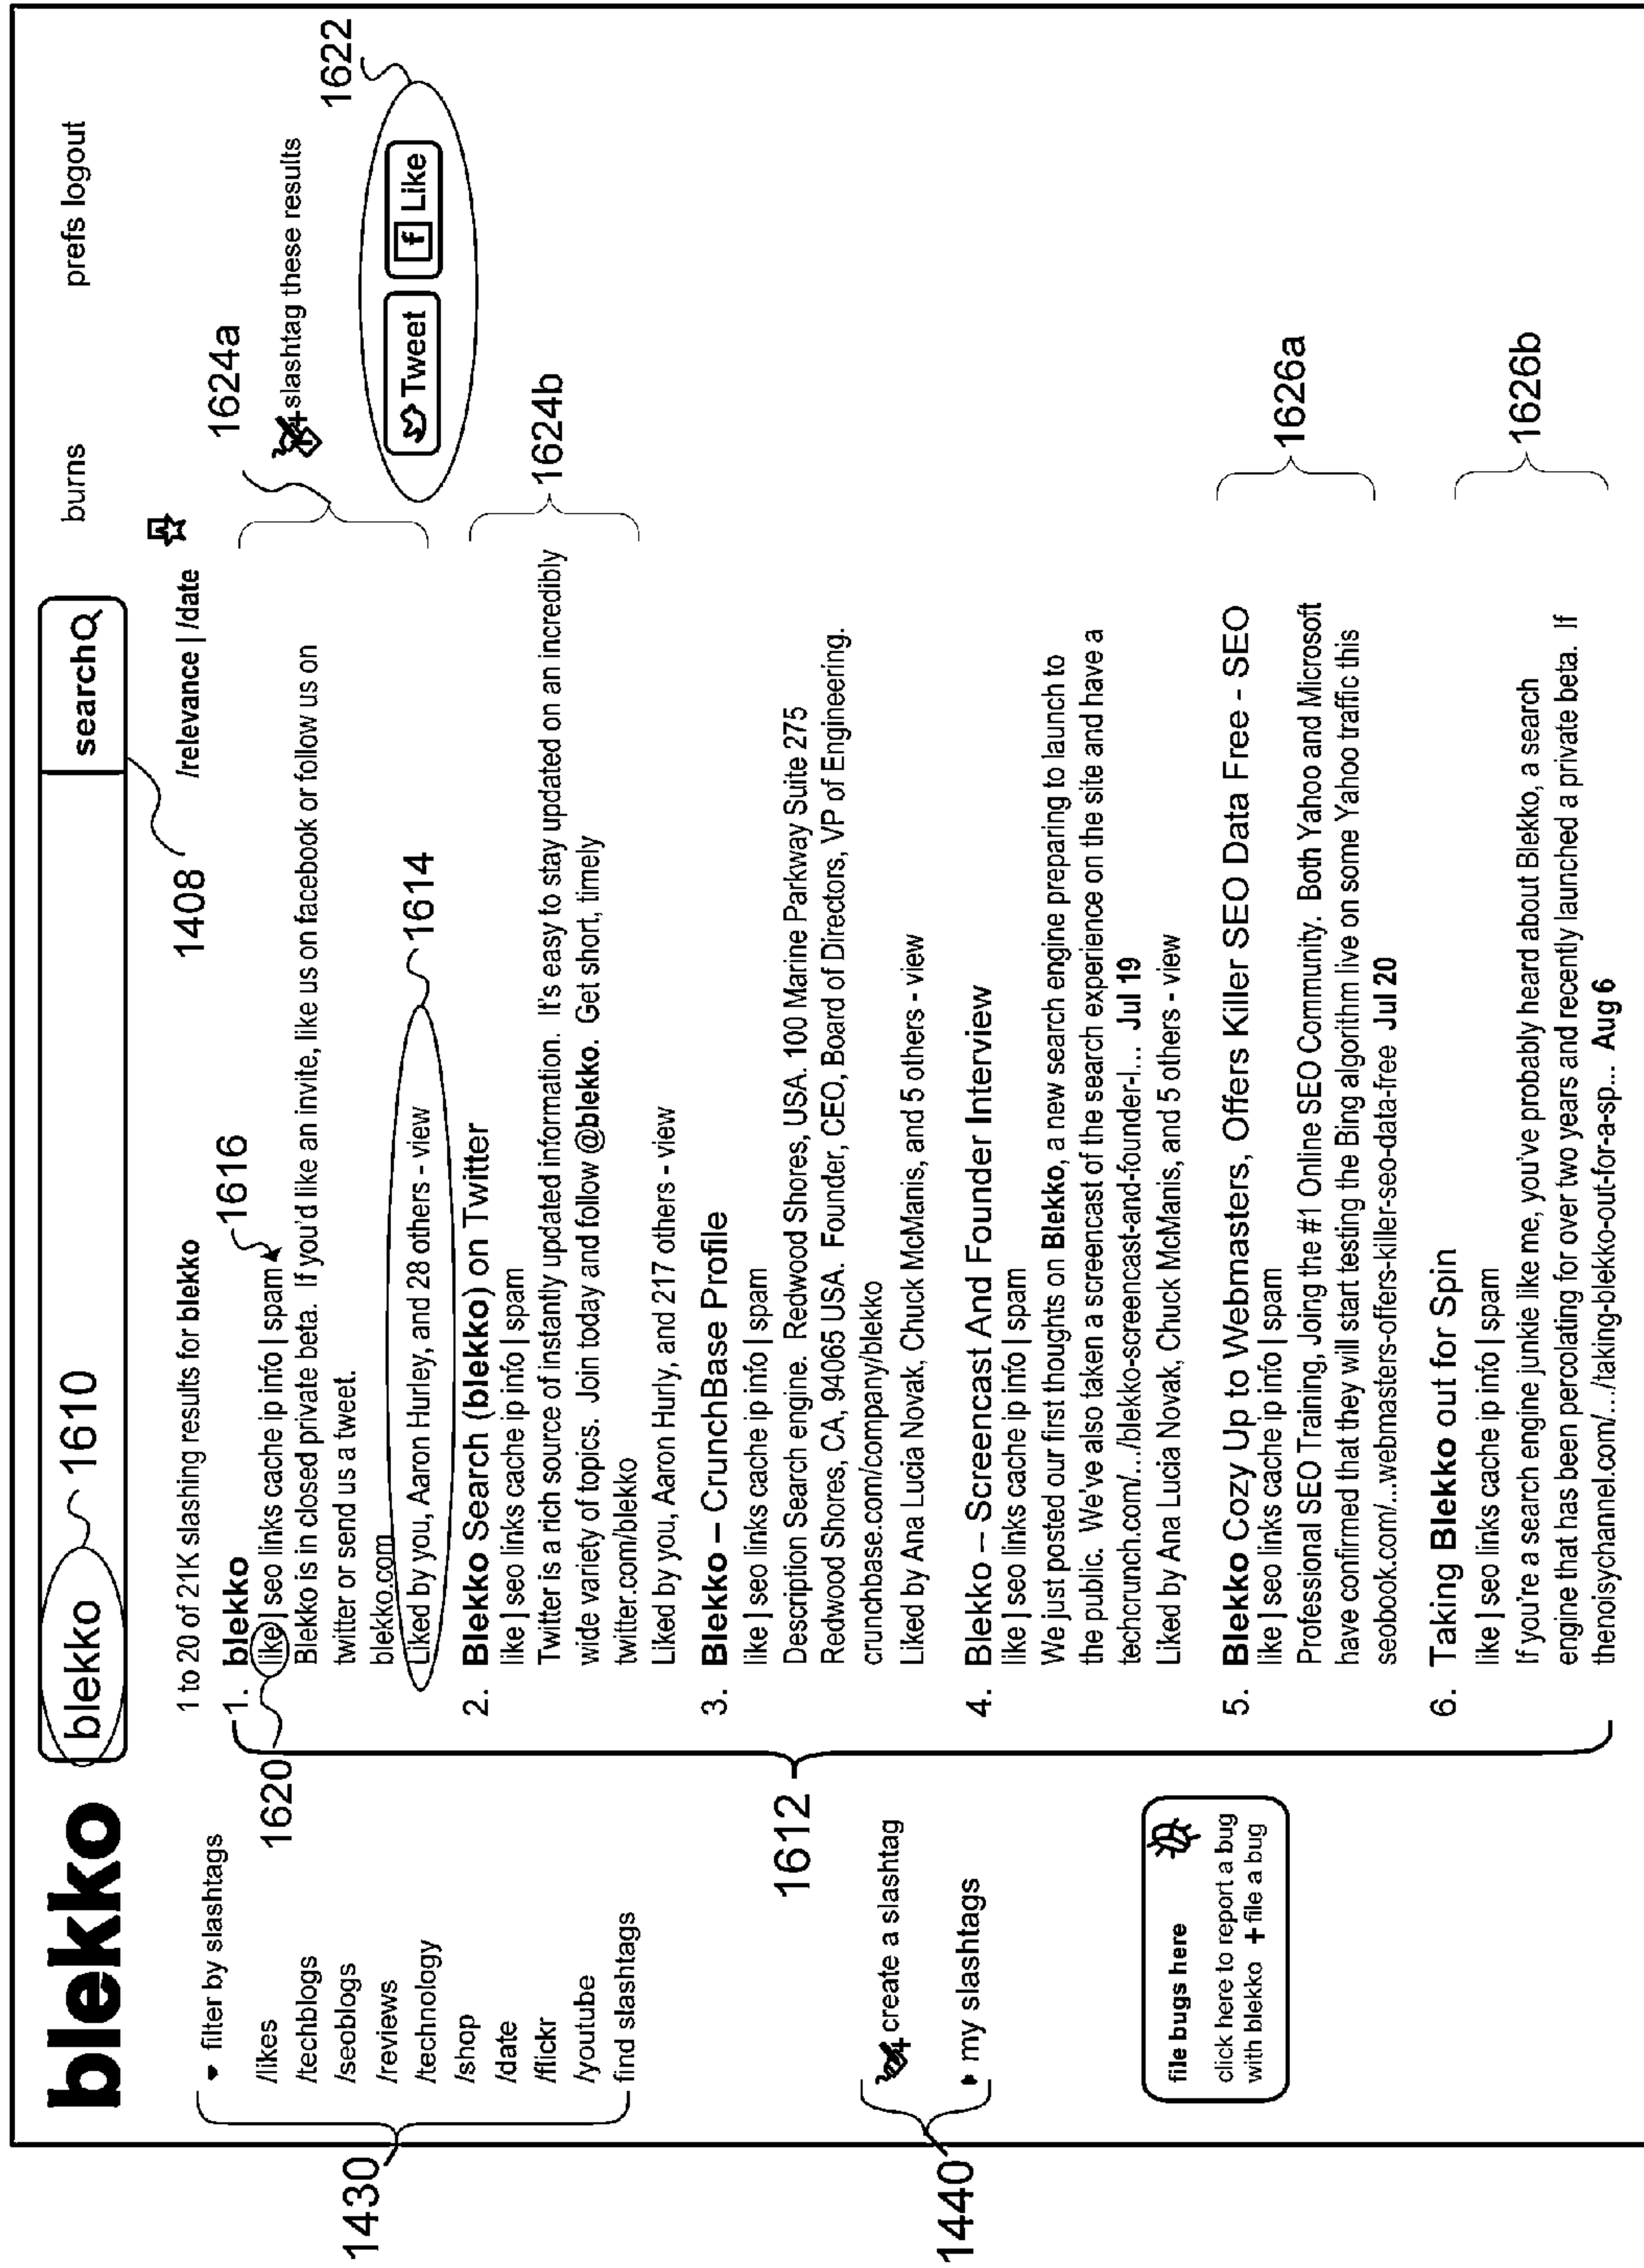 blekko
blekko
search
1610
burns
prefs logout
1408
/relevance | /date
1 to 20 of 21K slashing results for blekko
1430
filter by slashtags
/likes
/techblogs
/seoblogs
/reviews
/technology
/shop
/date
/flickr
/youtube
find slashtags
1440
create a slashtag
my slashtags
file bugs here
click here to report a bug
with blekko + file a bug
1612
1620
1616
1624a
slashtag these results
1622
Tweet
f Like
1. blekko
like | seo links cache ip info | spam
Blekko is in closed private beta. If you'd like an invite, like us on facebook or follow us on
twitter or send us a tweet.
blekko.com
Liked by you, Aaron Hurley, and 28 others - view
1614
1624b
2. Blekko Search (blekko) on Twitter
like | seo links cache ip info | spam
Twitter is a rich source of instantly updated information. It's easy to stay updated on an incredibly
wide variety of topics. Join today and follow @blekko. Get short, timely
twitter.com/blekko
Liked by you, Aaron Hurly, and 217 others - view
3. Blekko – CrunchBase Profile
like | seo links cache ip info | spam
Description Search engine. Redwood Shores, USA. 100 Marine Parkway Suite 275
Redwood Shores, CA, 94065 USA. Founder, CEO, Board of Directors, VP of Engineering.
crunchbase.com/company/blekko
Liked by Ana Lucia Novak, Chuck McManis, and 5 others - view
4. Blekko – Screencast And Founder Interview
like | seo links cache ip info | spam
We just posted our first thoughts on Blekko, a new search engine preparing to launch to
the public. We've also taken a screencast of the search experience on the site and have a
techcrunch.com/.../blekko-screencast-and-founder-I... Jul 19
Liked by Ana Lucia Novak, Chuck McManis, and 5 others - view
5. Blekko Cozy Up to Webmasters, Offers Killer SEO Data Free - SEO
like | seo links cache ip info | spam
Professional SEO Training, Joing the #1 Online SEO Community. Both Yahoo and Microsoft
have confirmed that they will start testing the Bing algorithm live on some Yahoo traffic this
seobook.com/...webmasters-offers-killer-seo-data-free Jul 20
1626a
6. Taking Blekko out for Spin
like | seo links cache ip info | spam
If you're a search engine junkie like me, you've probably heard about Blekko, a search
engine that has been percolating for over two years and recently launched a private beta. If
thenoisychannel.com/.../taking-blekko-out-for-a-sp... Aug 6
1626b